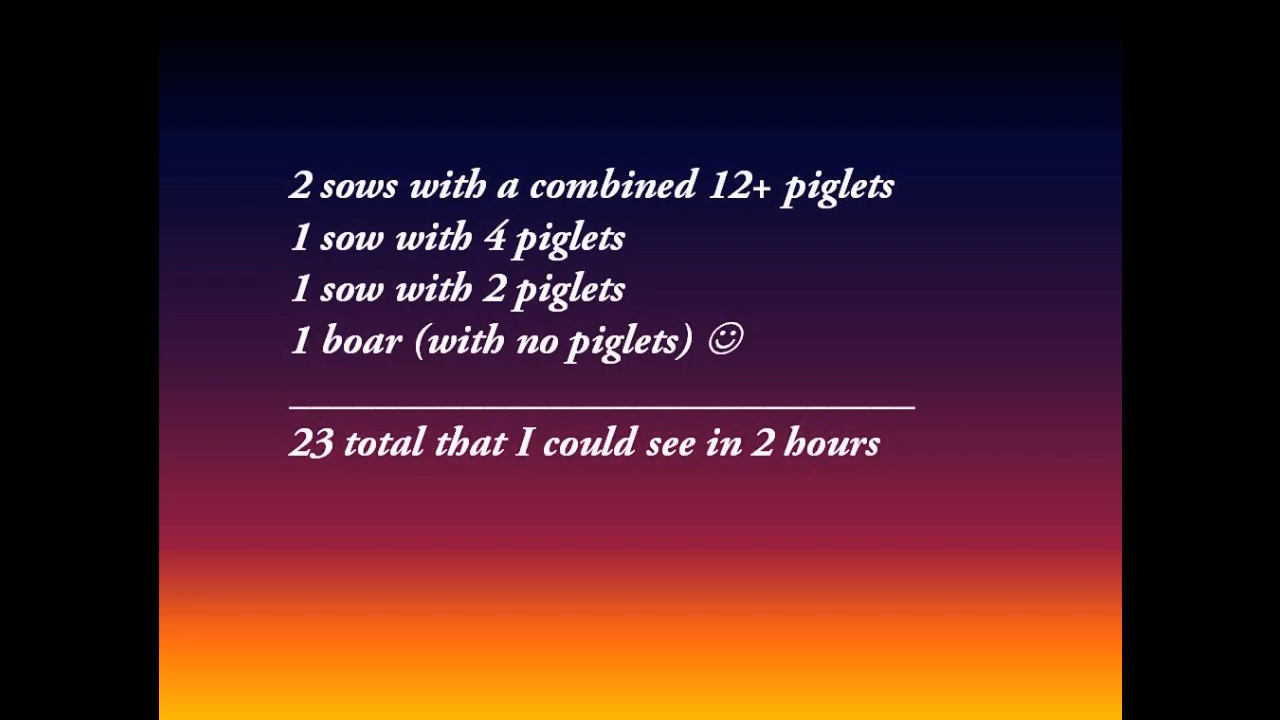 2 sows with a combined 12+ piglets
1 sow with 4 piglets
1 sow with 2 piglets
1 boar (with no piglets) ☺
______________________________
23 total that I could see in 2 hours